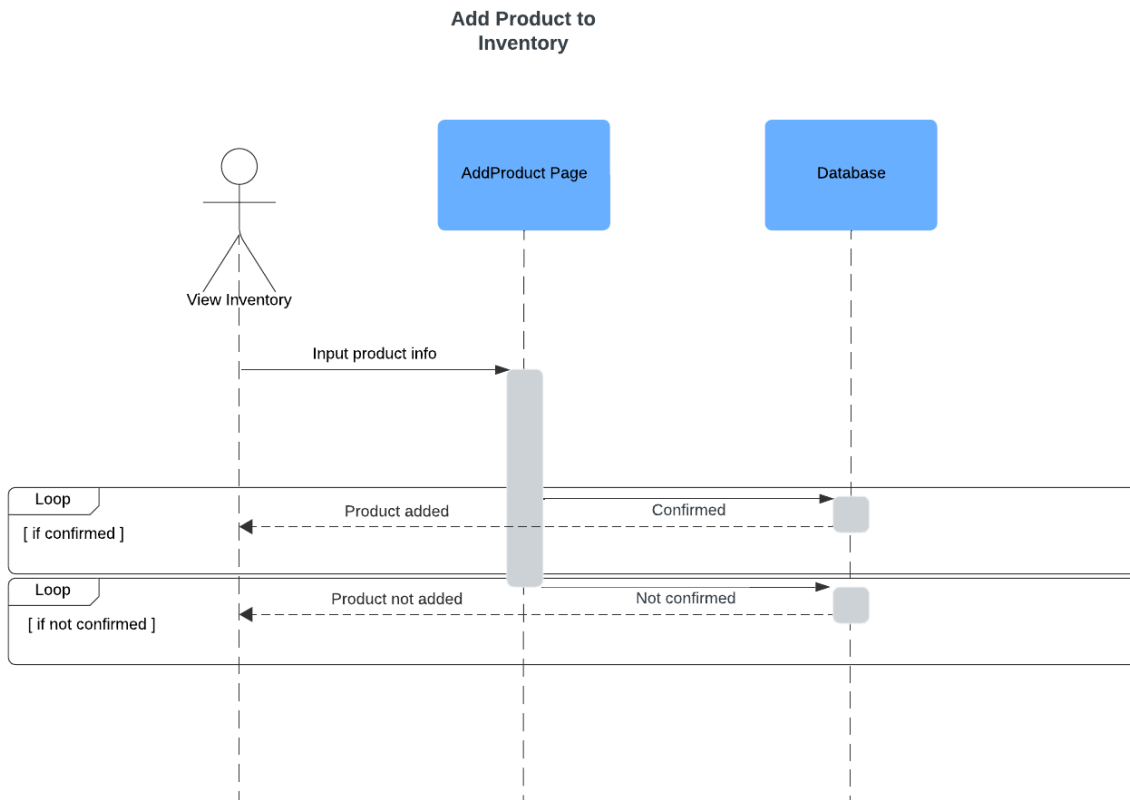 Add Product to
Inventory
AddProduct Page
Database
View Inventory
Input product info
Loop
[ if confirmed ]
Product added
Confirmed
Loop
[ if not confirmed ]
Product not added
Not confirmed